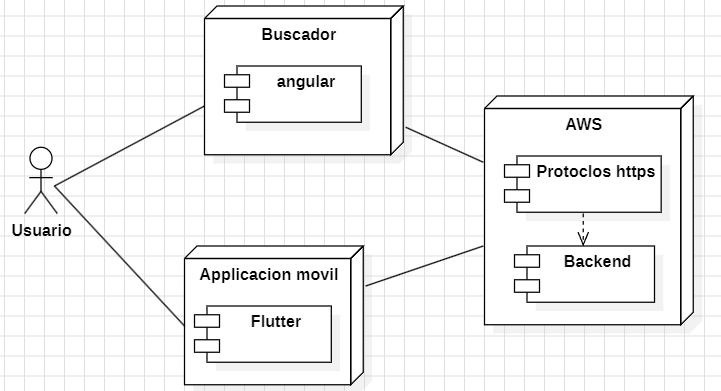 Buscador
angular
AWS
Protoclos https
Backend
Usuario
Applicacion movil
Flutter